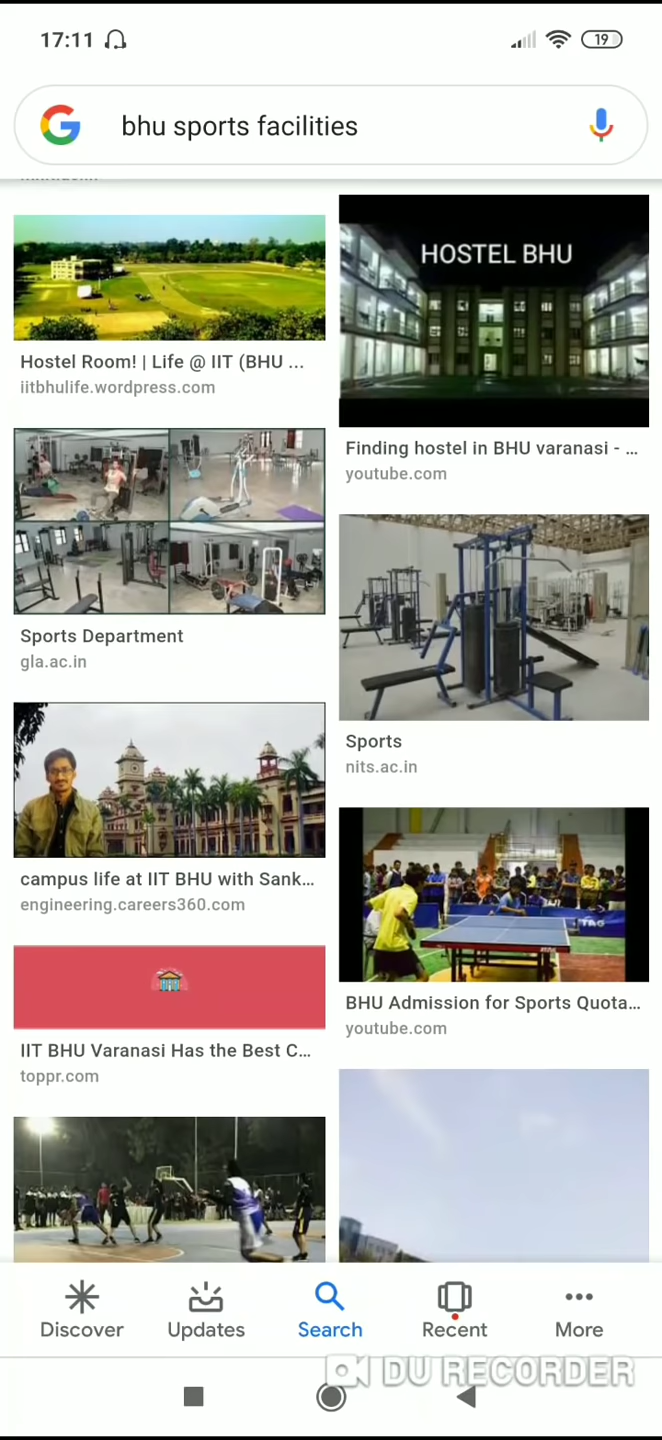 17:11
19
bhu sports facilities
Hostel Room! | Life @ IIT (BHU ...
iitbhulife.wordpress.com
HOSTEL BHU
Finding hostel in BHU varanasi - ...
youtube.com
Sports Department
gla.ac.in
Sports
nits.ac.in
campus life at IIT BHU with Sank...
engineering.careers360.com
BHU Admission for Sports Quota...
youtube.com
IIT BHU Varanasi Has the Best C...
toppr.com
Discover
Updates
Search
Recent
More
DU RECORDER